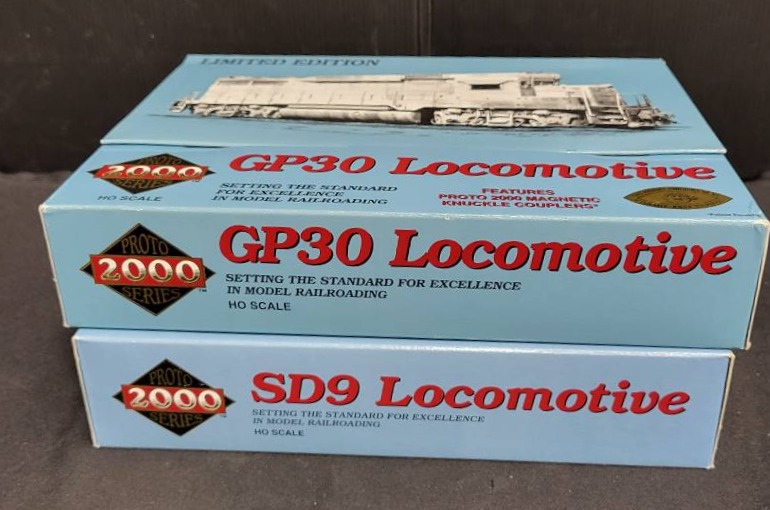 LIMITED EDITION
PROTO
2000
SERIES
HO SCALE
GP30 Locomotive
SETTING THE STANDARD
FOR EXCELLENCE
IN MODEL RAILROADING
FEATURES
PROTO 2000 MAGNETIC
KNUCKLE COUPLERS*
PROTO
2000
SERIES
™
GP30 Locomotive
SETTING THE STANDARD FOR EXCELLENCE
IN MODEL RAILROADING
HO SCALE
PROTO
2000
SERIES
™
SD9 Locomotive
SETTING THE STANDARD FOR EXCELLENCE
IN MODEL RAILROADING
HO SCALE